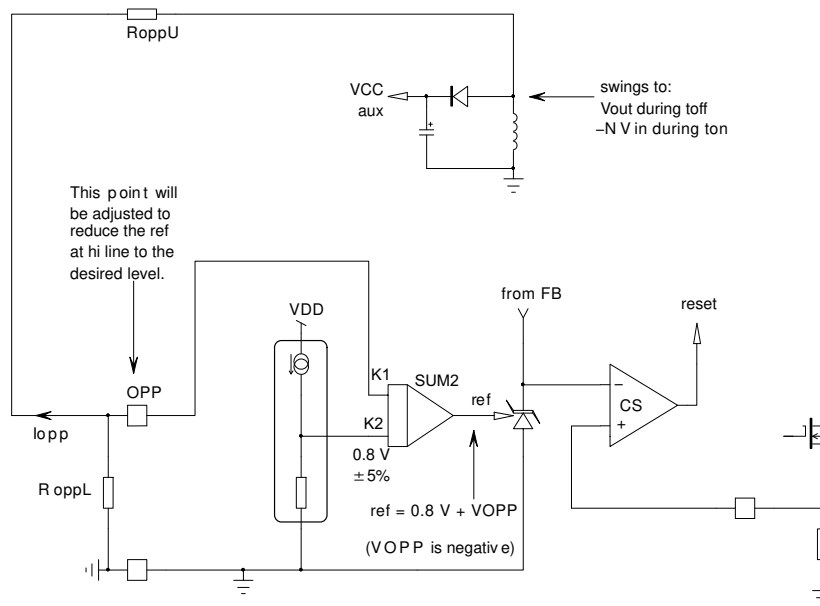 RoppU
VCC
aux
swings to:
Vout during toff
−N V in during ton
This point will
be adjusted to
reduce the ref
at hi line to the
desired level.
from FB
reset
VDD
OPP
K1
SUM2
ref
CS
−
+
K2
Iopp
0.8 V
±5%
R oppL
ref = 0.8 V + VOPP
(VOPP is negative)
+